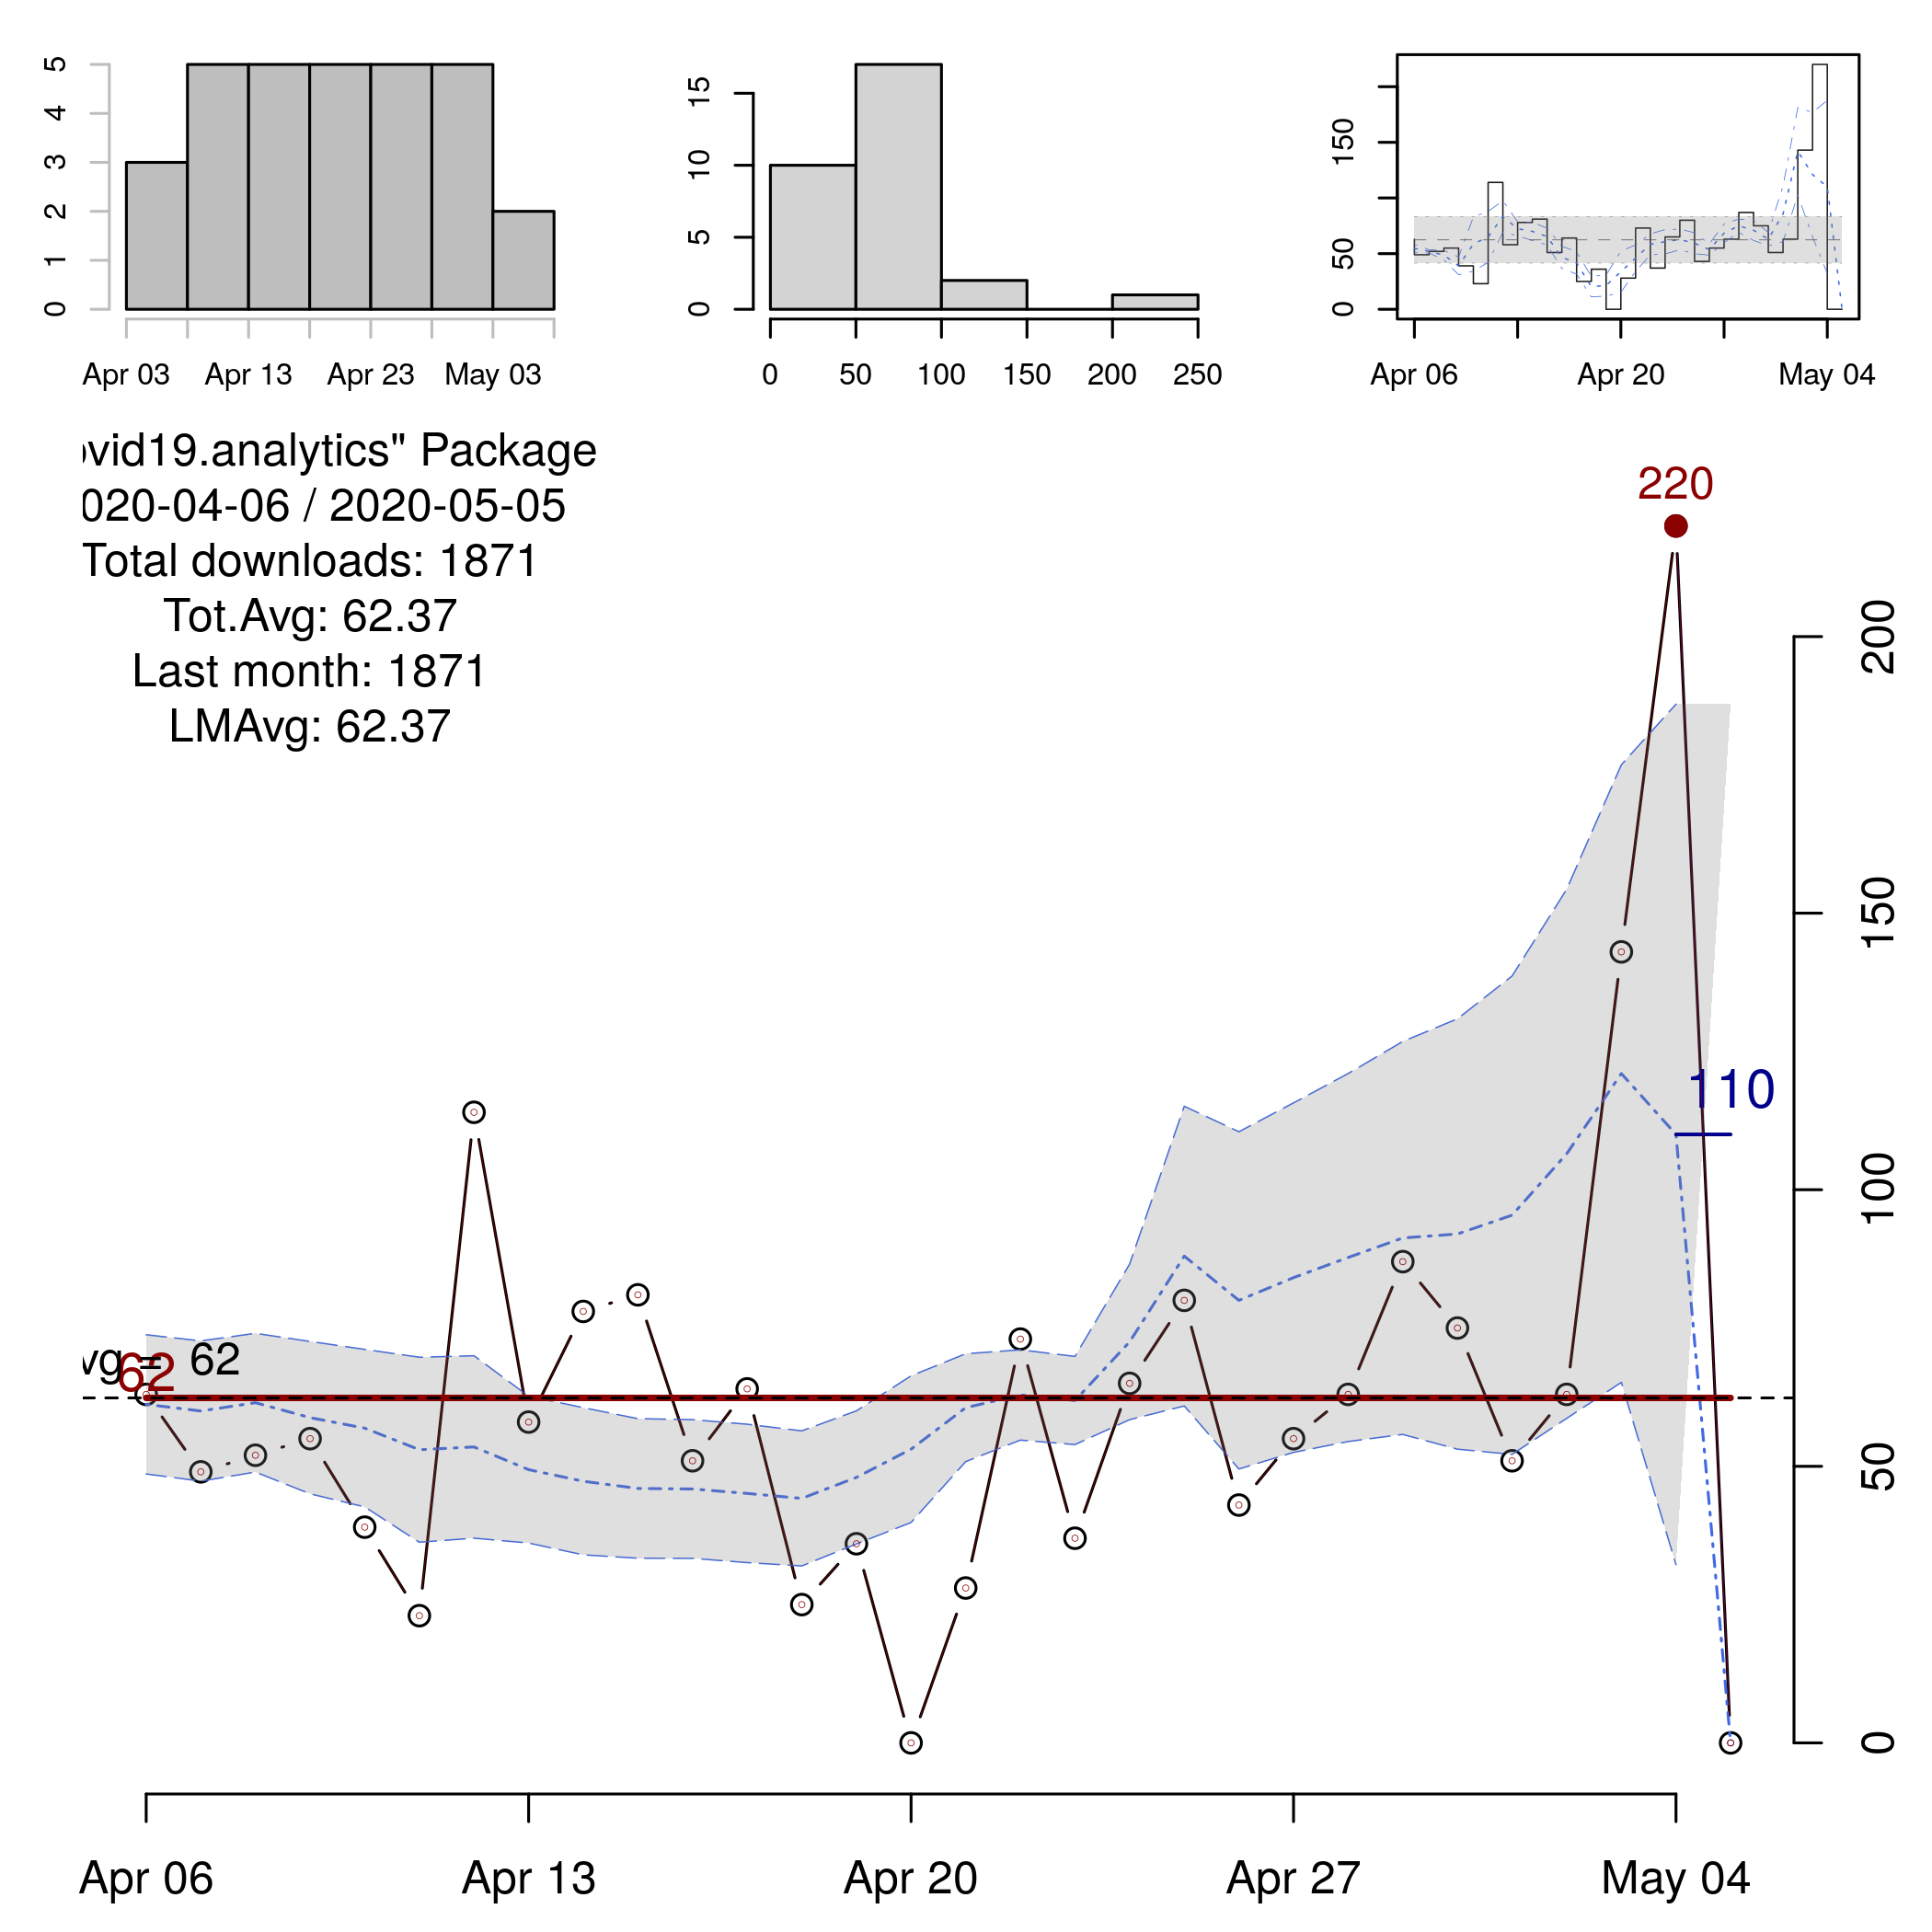 5
4
3
2
1
0
Apr 03 Apr 13 Apr 23 May 03
15
10
5
0
0 50 100 150 200 250
150
50
0
Apr 06 Apr 20 May 04
vid19.analytics" Package
020-04-06 / 2020-05-05
Total downloads: 1871
Tot.Avg: 62.37
Last month: 1871
LMAvg: 62.37
220
110
vg = 62
62
200
150
100
50
0
Apr 06 Apr 13 Apr 20 Apr 27 May 04